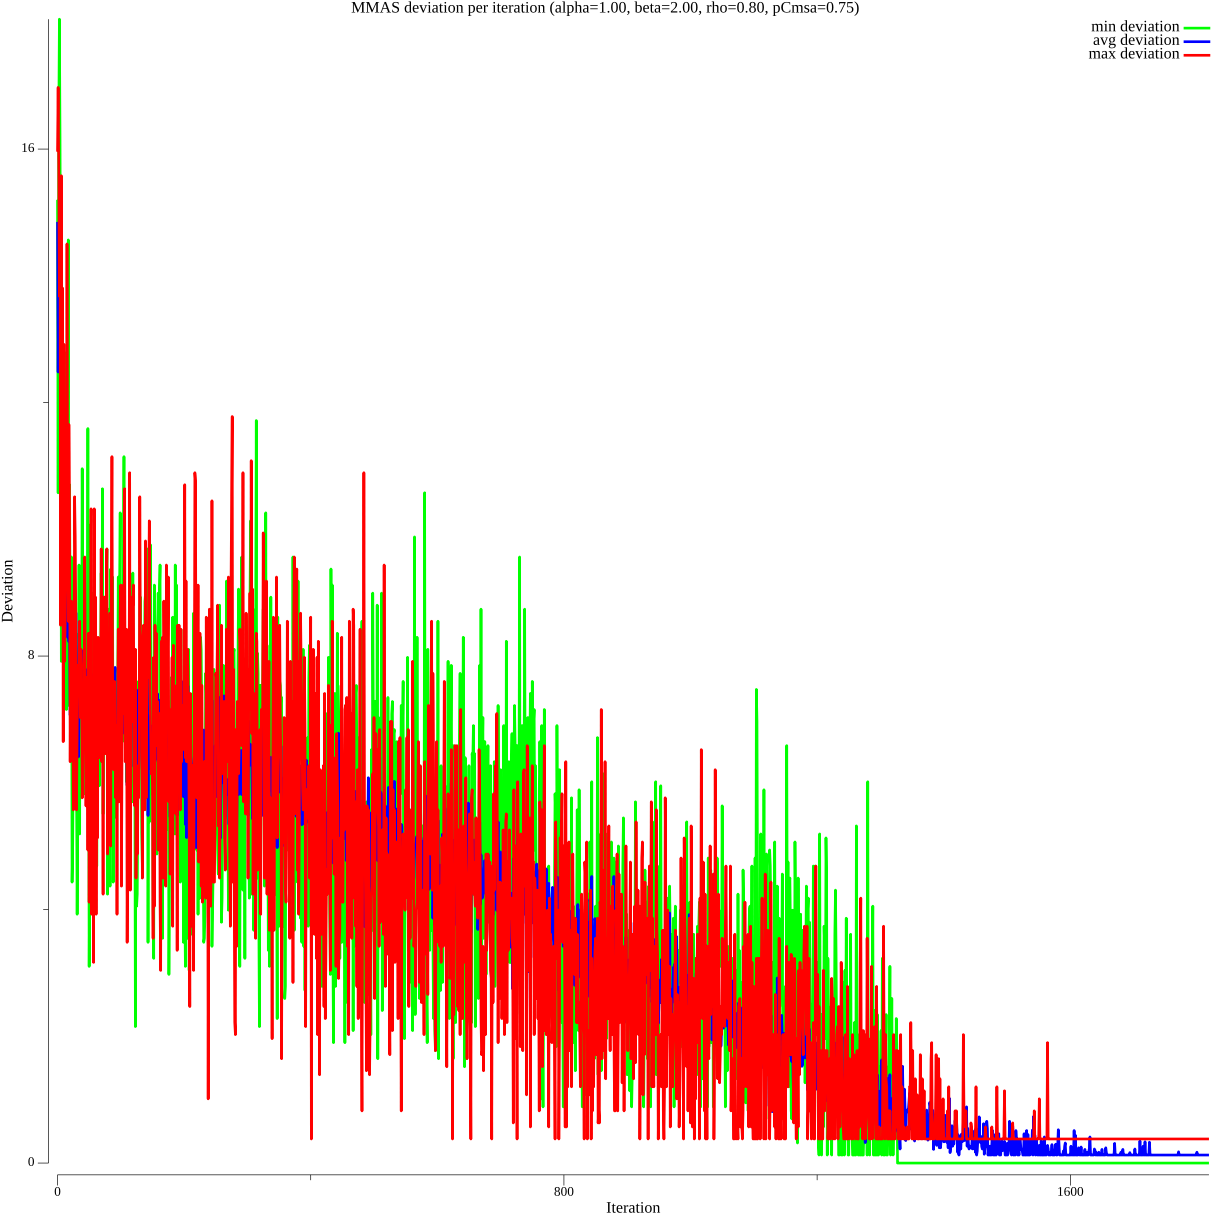 MMAS deviation per iteration (alpha=1.00, beta=2.00, rho=0.80, pCmsa=0.75)
min deviation
avg deviation
max deviation
16
8
0
Deviation
0
800
1600
Iteration